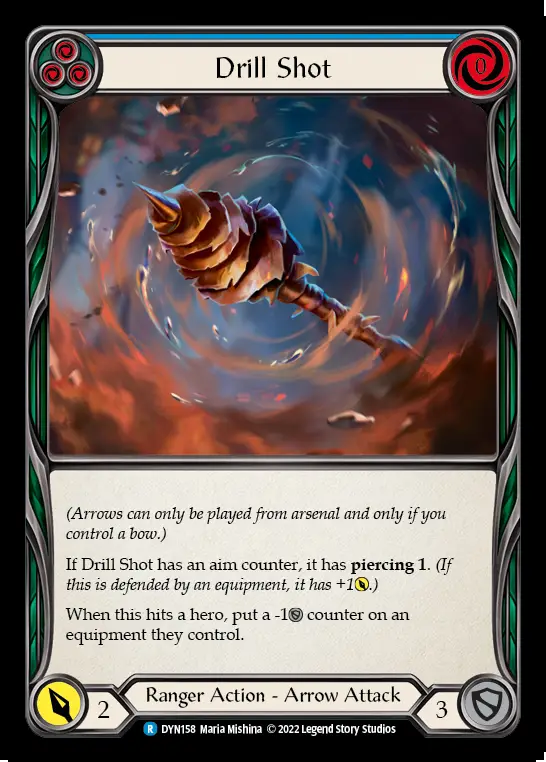 Drill Shot
0
(Arrows can only be played from arsenal and only if you
control a bow.)
If Drill Shot has an aim counter, it has piercing 1. (If
this is defended by an equipment, it has +1.)
When this hits a hero, put a -1 counter on an
equipment they control.
2
Ranger Action - Arrow Attack
3
R DYN158 Maria Mishina © 2022 Legend Story Studios